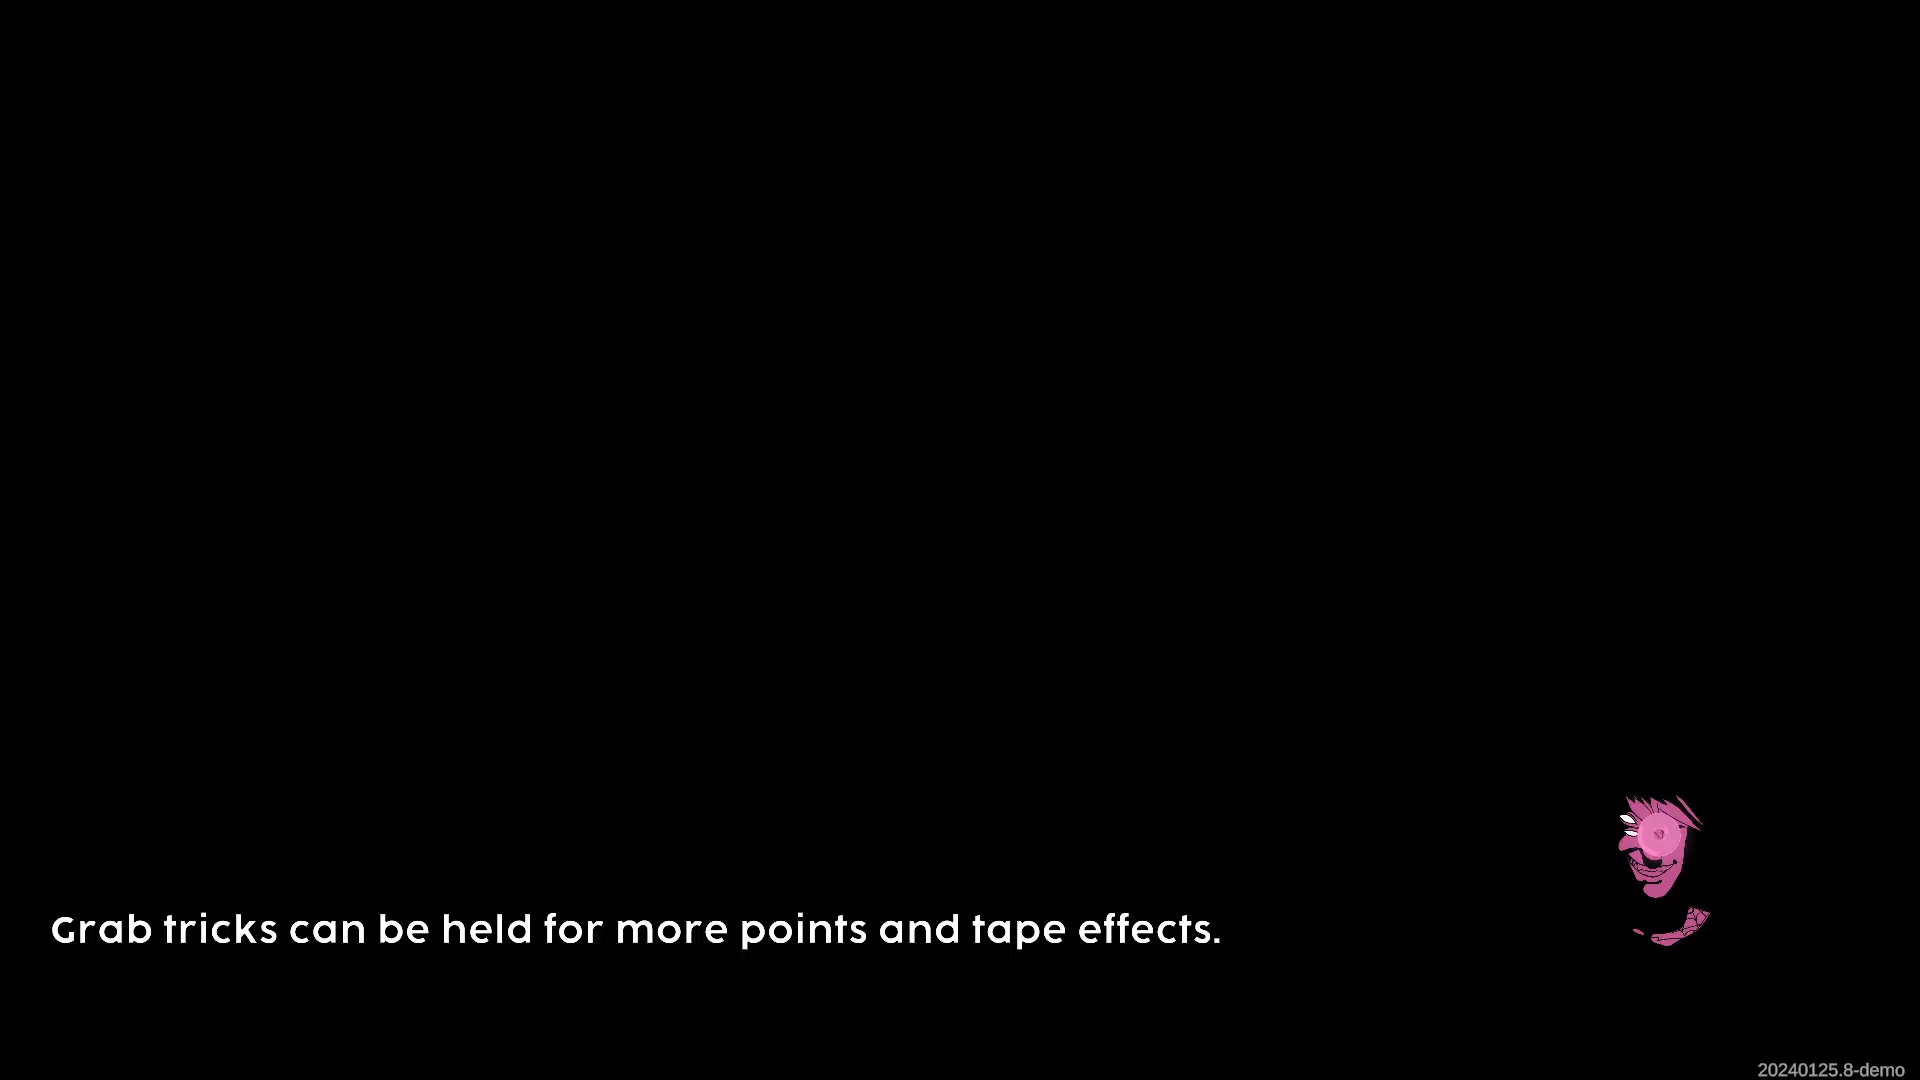 Grab tricks can be held for more points and tape effects.
20240125.8-demo